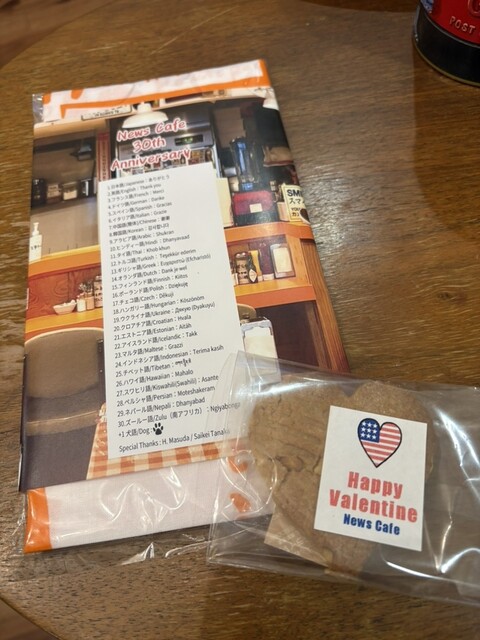 News Cafe
30th
Anniversary
1.日本語/Japanese：ありがとう
2.英語/English：Thank you
3.フランス語/French：Merci
4.ドイツ語/German：Danke
5.スペイン語/Spanish：Gracias
6.イタリア語/Italian：Grazie
7.中国語(簡体)/Chinese：谢谢
8.韓国語/Korean：감사합니다
9.アラビア語/Arabic：Shukran
10.ヒンディー語/Hindi：Dhanyavaad
11.タイ語/Thai：Khob khun
12.トルコ語/Turkish：Teşekkür ederim
13.ギリシャ語/Greek：Ευχαριστώ (Efcharistó)
14.オランダ語/Dutch：Dank je wel
15.フィンランド語/Finnish：Kiitos
16.ポーランド語/Polish：Dziękuję
17.チェコ語/Czech：Děkuji
18.ハンガリー語/Hungarian：Köszönöm
19.ウクライナ語/Ukraine：Дякую (Dyakuyu)
20.クロアチア語/Croatian：Hvala
21.エストニア語/Estonian：Aitäh
22.アイスランド語/Icelandic：Takk
23.マルタ語/Maltese：Grazzi
24.インドネシア語/Indonesian：Terima kasih
25.チベット語/Tibetan：
26.ハワイ語/Hawaiian：Mahalo
27.スワヒリ語/Kiswahili(Swahili)：Asante
28.ペルシャ語/Persian：Moteshakeram
29.ネパール語/Nepali：Dhanyabad
30.ズールー語/Zulu（南アフリカ）：Ngiyabonga
+1 犬語/Dog：
Special Thanks : H. Masuda / Saikei Tanaka
POST
Happy
Valentine
News Cafe